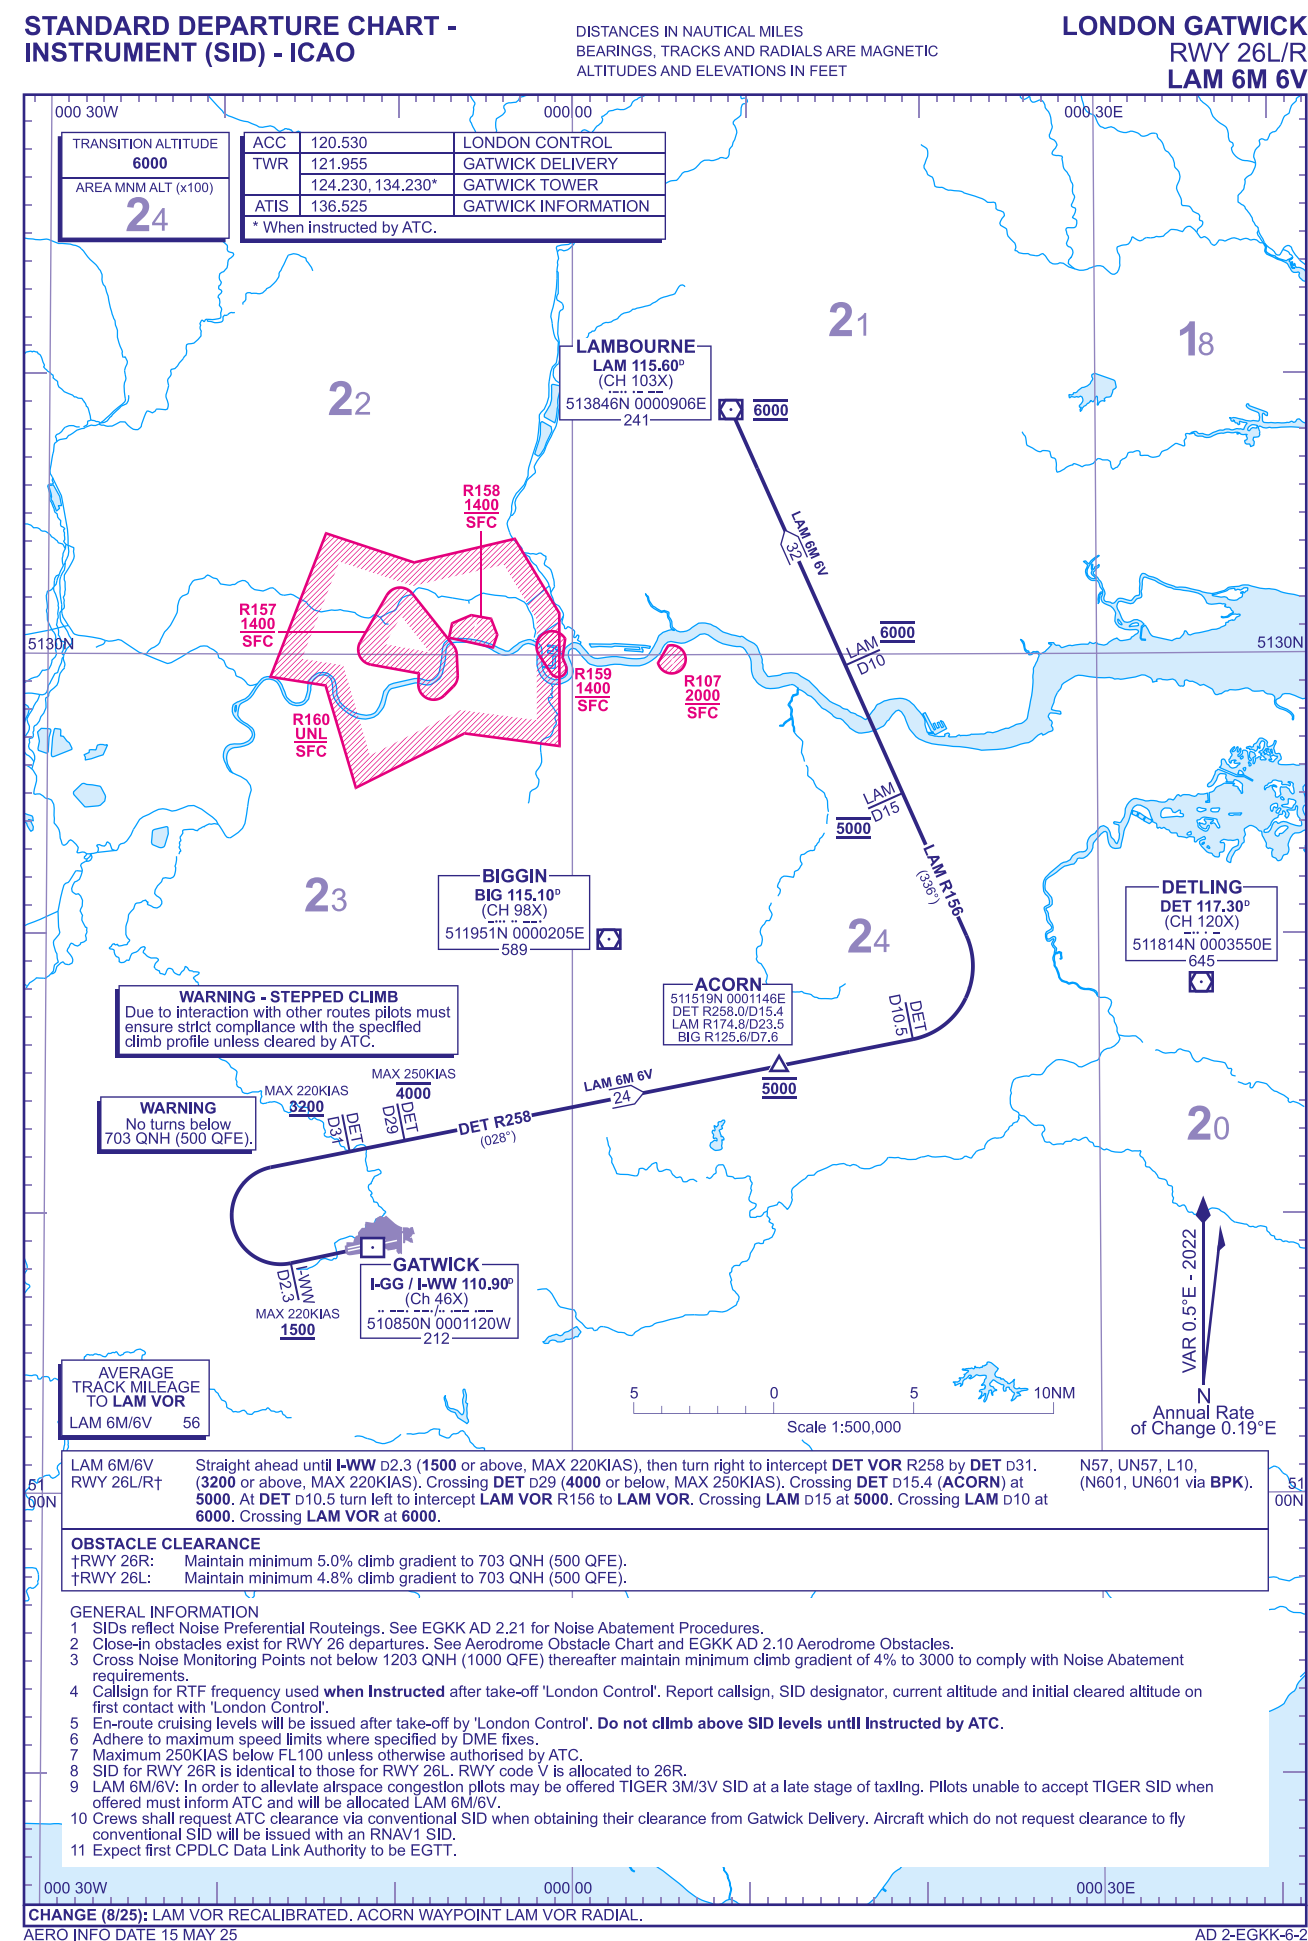 STANDARD DEPARTURE CHART -
INSTRUMENT (SID) - ICAO
DISTANCES IN NAUTICAL MILES
BEARINGS, TRACKS AND RADIALS ARE MAGNETIC
ALTITUDES AND ELEVATIONS IN FEET
LONDON GATWICK
RWY 26L/R
LAM 6M 6V
000 30W
000 00
000 30E
TRANSITION ALTITUDE
6000
AREA MNM ALT (x100)
24
ACC 120.530 LONDON CONTROL
TWR 121.955 GATWICK DELIVERY
124.230, 134.230* GATWICK TOWER
ATIS 136.525 GATWICK INFORMATION
* When instructed by ATC.
21
18
22
LAMBOURNE
LAM 115.60ᴰ
(CH 103X)
513846N 0000906E
241
6000
R158
1400
SFC
LAM 6M 6V
32
R157
1400
SFC
6000
LAM
D10
5130N
5130N
R159
1400
SFC
R107
2000
SFC
R160
UNL
SFC
LAM
D15
5000
LAM R156
(336°)
23
BIGGIN
BIG 115.10ᴰ
(CH 98X)
511951N 0000205E
589
24
DETLING
DET 117.30ᴰ
(CH 120X)
511814N 0003550E
645
WARNING - STEPPED CLIMB
Due to interaction with other routes pilots must
ensure strict compliance with the specified
climb profile unless cleared by ATC.
ACORN
511519N 0001146E
DET R258.0/D15.4
LAM R174.8/D23.5
BIG R125.6/D7.6
DET
D10.5
5000
MAX 250KIAS
4000
MAX 220KIAS
3200
DET
D31
DET
D29
LAM 6M 6V
24
DET R258
(028°)
WARNING
No turns below
703 QNH (500 QFE).
20
GATWICK
I-GG / I-WW 110.90ᴰ
(Ch 46X)
510850N 0001120W
212
I-WW
D2.3
MAX 220KIAS
1500
VAR 0.5°E - 2022
N
Annual Rate
of Change 0.19°E
AVERAGE
TRACK MILEAGE
TO LAM VOR
LAM 6M/6V 56
5 0 5 10NM
Scale 1:500,000
51
00N
51
00N
LAM 6M/6V Straight ahead until I-WW D2.3 (1500 or above, MAX 220KIAS), then turn right to intercept DET VOR R258 by DET D31. N57, UN57, L10,
RWY 26L/R† (3200 or above, MAX 220KIAS). Crossing DET D29 (4000 or below, MAX 250KIAS). Crossing DET D15.4 (ACORN) at (N601, UN601 via BPK).
5000. At DET D10.5 turn left to intercept LAM VOR R156 to LAM VOR. Crossing LAM D15 at 5000. Crossing LAM D10 at
6000. Crossing LAM VOR at 6000.
OBSTACLE CLEARANCE
†RWY 26R: Maintain minimum 5.0% climb gradient to 703 QNH (500 QFE).
†RWY 26L: Maintain minimum 4.8% climb gradient to 703 QNH (500 QFE).
GENERAL INFORMATION
1 SIDs reflect Noise Preferential Routeings. See EGKK AD 2.21 for Noise Abatement Procedures.
2 Close-in obstacles exist for RWY 26 departures. See Aerodrome Obstacle Chart and EGKK AD 2.10 Aerodrome Obstacles.
3 Cross Noise Monitoring Points not below 1203 QNH (1000 QFE) thereafter maintain minimum climb gradient of 4% to 3000 to comply with Noise Abatement
requirements.
4 Callsign for RTF frequency used when Instructed after take-off 'London Control'. Report callsign, SID designator, current altitude and initial cleared altitude on
first contact with 'London Control'.
5 En-route cruising levels will be issued after take-off by 'London Control'. Do not climb above SID levels until Instructed by ATC.
6 Adhere to maximum speed limits where specified by DME fixes.
7 Maximum 250KIAS below FL100 unless otherwise authorised by ATC.
8 SID for RWY 26R is identical to those for RWY 26L. RWY code V is allocated to 26R.
9 LAM 6M/6V: In order to alleviate airspace congestion pilots may be offered TIGER 3M/3V SID at a late stage of taxiing. Pilots unable to accept TIGER SID when
offered must inform ATC and will be allocated LAM 6M/6V.
10 Crews shall request ATC clearance via conventional SID when obtaining their clearance from Gatwick Delivery. Aircraft which do not request clearance to fly
conventional SID will be issued with an RNAV1 SID.
11 Expect first CPDLC Data Link Authority to be EGTT.
000 30W
000 00
000 30E
CHANGE (8/25): LAM VOR RECALIBRATED. ACORN WAYPOINT LAM VOR RADIAL.
AERO INFO DATE 15 MAY 25
AD 2-EGKK-6-2